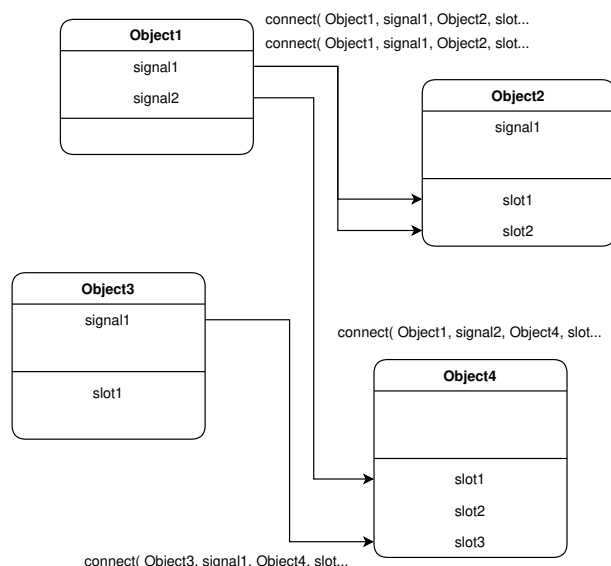 connect( Object1, signal1, Object2, slot...
connect( Object1, signal1, Object2, slot...
Object1
signal1
signal2
Object2
signal1
slot1
slot2
Object3
signal1
slot1
connect( Object1, signal2, Object4, slot...
Object4
slot1
slot2
slot3
connect( Object3, signal1, Object4, slot...